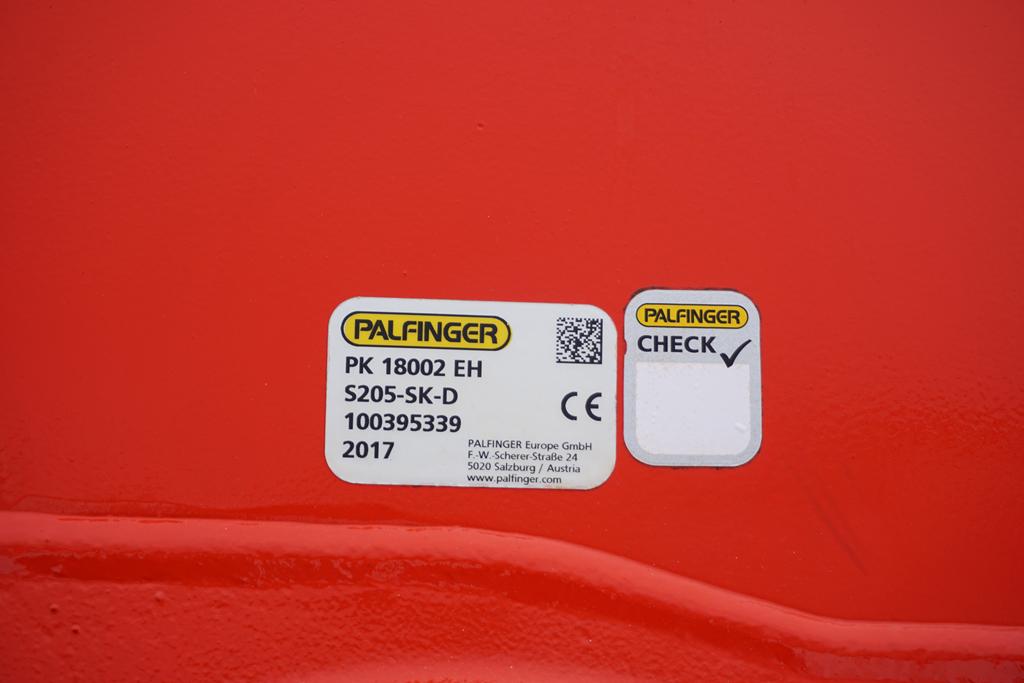 PALFINGER
PK 18002 EH
S205-SK-D
100395339
2017
CE
PALFINGER Europe GmbH
F.-W.-Scherer-Straße 24
5020 Salzburg / Austria
www.palfinger.com
PALFINGER
CHECK